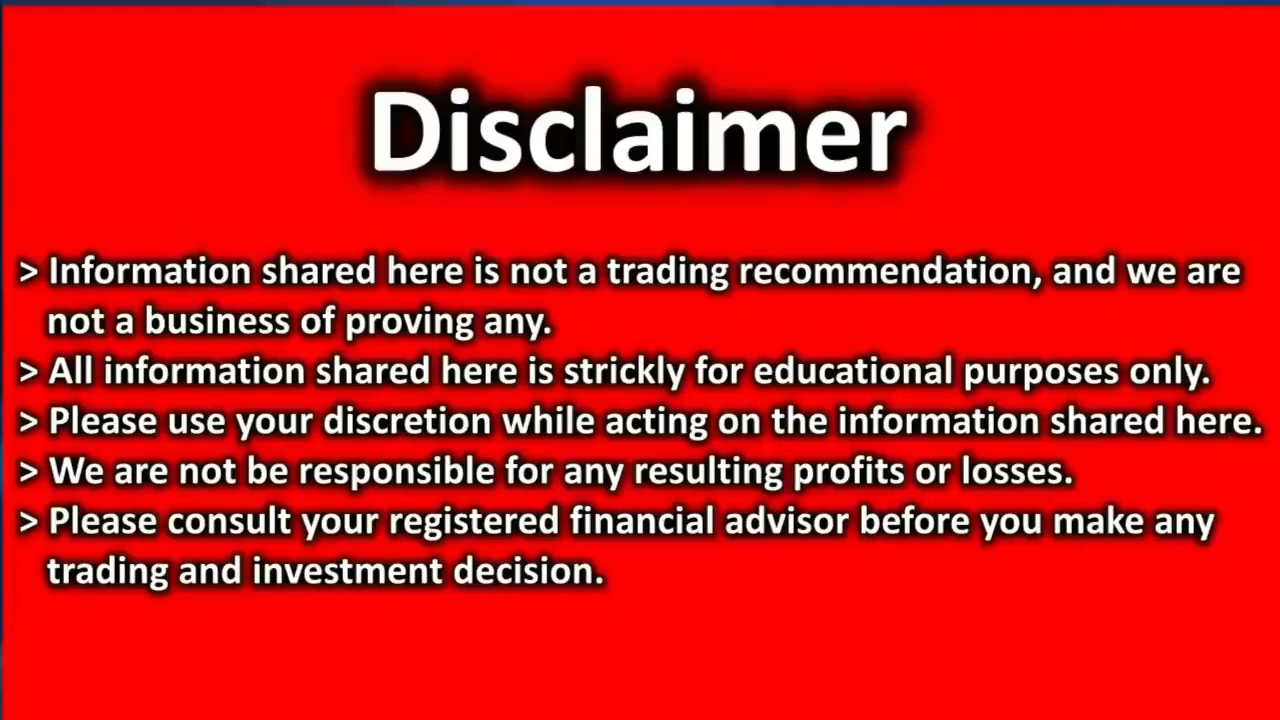 Disclaimer
> Information shared here is not a trading recommendation, and we are
not a business of proving any.
> All information shared here is strickly for educational purposes only.
> Please use your discretion while acting on the information shared here.
> We are not be responsible for any resulting profits or losses.
> Please consult your registered financial advisor before you make any
trading and investment decision.